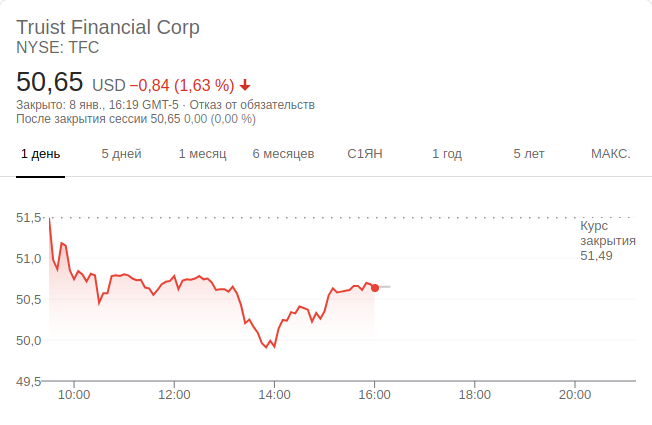 Truist Financial Corp
NYSE: TFC
50,65 USD −0,84 (1,63 %)
Закрыто: 8 янв., 16:19 GMT-5 · Отказ от обязательств
После закрытия сессии 50,65 0,00 (0,00 %)
1 день 5 дней 1 месяц 6 месяцев С1ЯН 1 год 5 лет МАКС.
51,5
Курс
закрытия
51,49
51,0
50,5
50,0
49,5
10:00 12:00 14:00 16:00 18:00 20:00